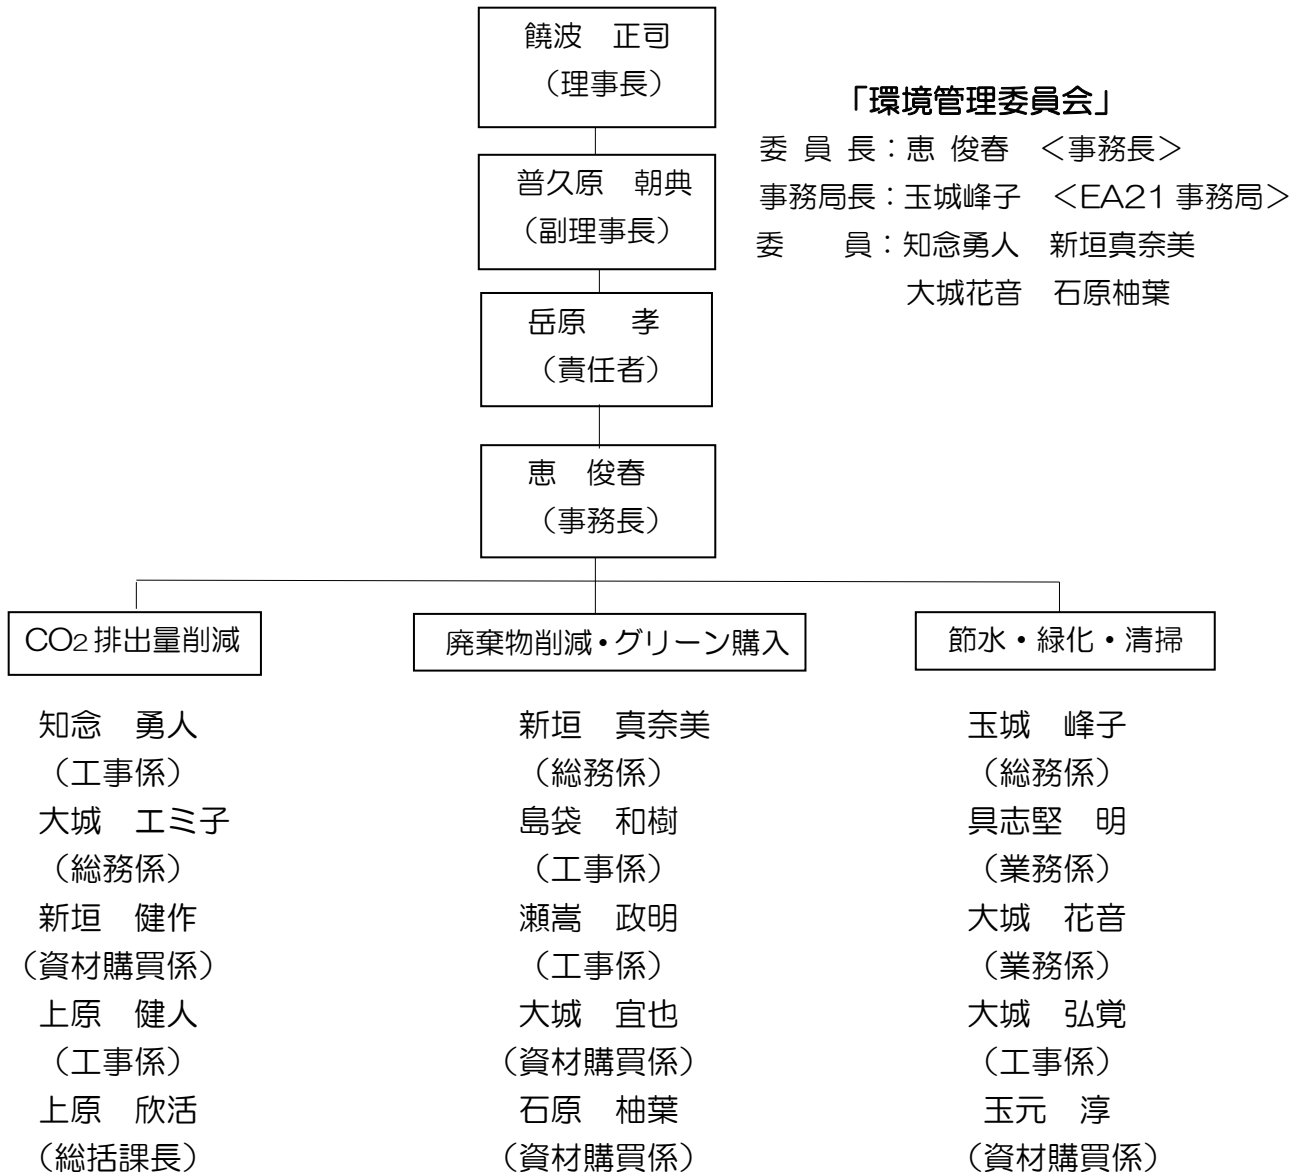 饒波　正司
（理事長）
普久原　朝典
（副理事長）
岳原　孝
（責任者）
恵　俊春
（事務長）
「環境管理委員会」
委 員 長：恵 俊春　＜事務長＞
事務局長：玉城峰子　＜EA21 事務局＞
委　　員：知念勇人　新垣真奈美
大城花音　石原柚葉
CO2 排出量削減
知念　勇人
（工事係）
大城　エミ子
（総務係）
新垣　健作
（資材購買係）
上原　健人
（工事係）
上原　欣活
（総括課長）
廃棄物削減・グリーン購入
新垣　真奈美
（総務係）
島袋　和樹
（工事係）
瀬嵩　政明
（工事係）
大城　宜也
（資材購買係）
石原　柚葉
（資材購買係）
節水・緑化・清掃
玉城　峰子
（総務係）
具志堅　明
（業務係）
大城　花音
（業務係）
大城　弘覚
（工事係）
玉元　淳
（資材購買係）